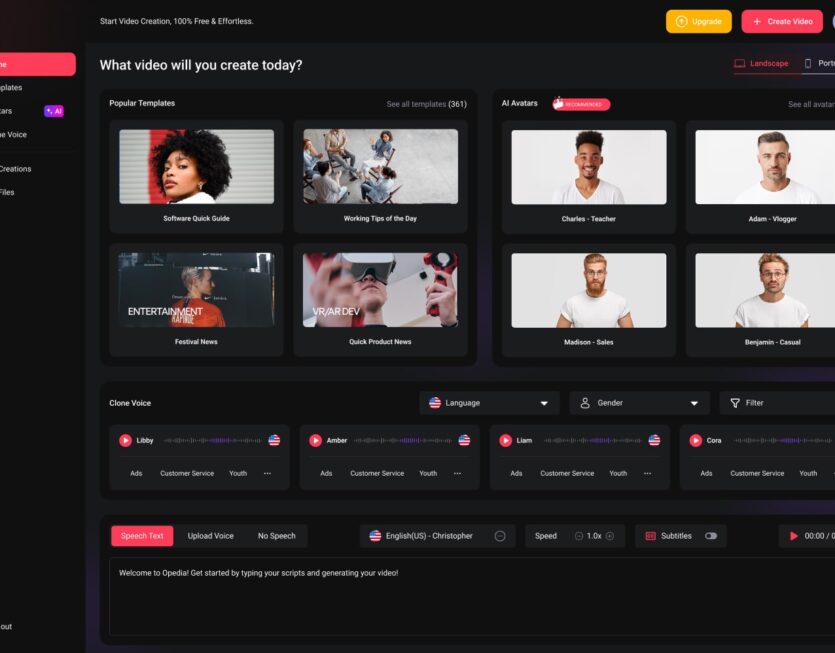 Start Video Creation, 100% Free & Effortless.
Upgrade
+ Create Video
What video will you create today?
Landscape
AI
Voice
Creations
Files
out
Popular Templates
See all templates (361)
Software Quick Guide
Working Tips of the Day
ENTERTAINMENT
Festival News
VR/AR DEV
Quick Product News
AI Avatars
RECOMMENDED
See all
Charles - Teacher
Adam - Vlogger
Madison - Sales
Benjamin - Casual
Clone Voice
Language
Gender
Filter
Libby
Ads Customer Service Youth ...
Amber
Ads Customer Service Youth ...
Liam
Ads Customer Service Youth ...
Cora
Ads Customer Service Youth
Speech Text
Upload Voice
No Speech
English(US) - Christopher
Speed
1.0x
Subtitles
00:00 /
Welcome to Opedia! Get started by typing your scripts and generating your video!